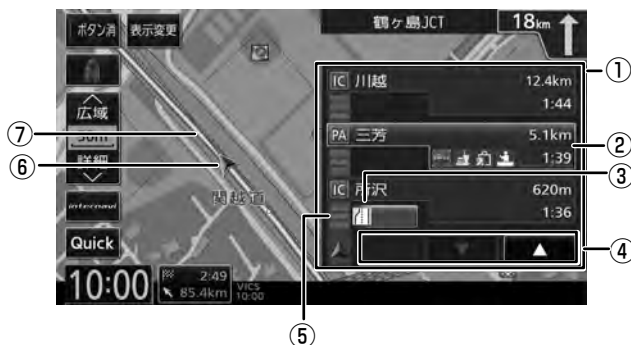 ボタン消
表示変更
鶴ヶ島JCT
18km
①
IC 川越
12.4km
1:44
広域
50m
詳細
⑦
PA 三芳
5.1km
1:39
②
⑥
③
IC 所沢
620m
1:36
関越道
internavi
Quick
④
10:00
2:49
85.4km
VICS
10:00
⑤